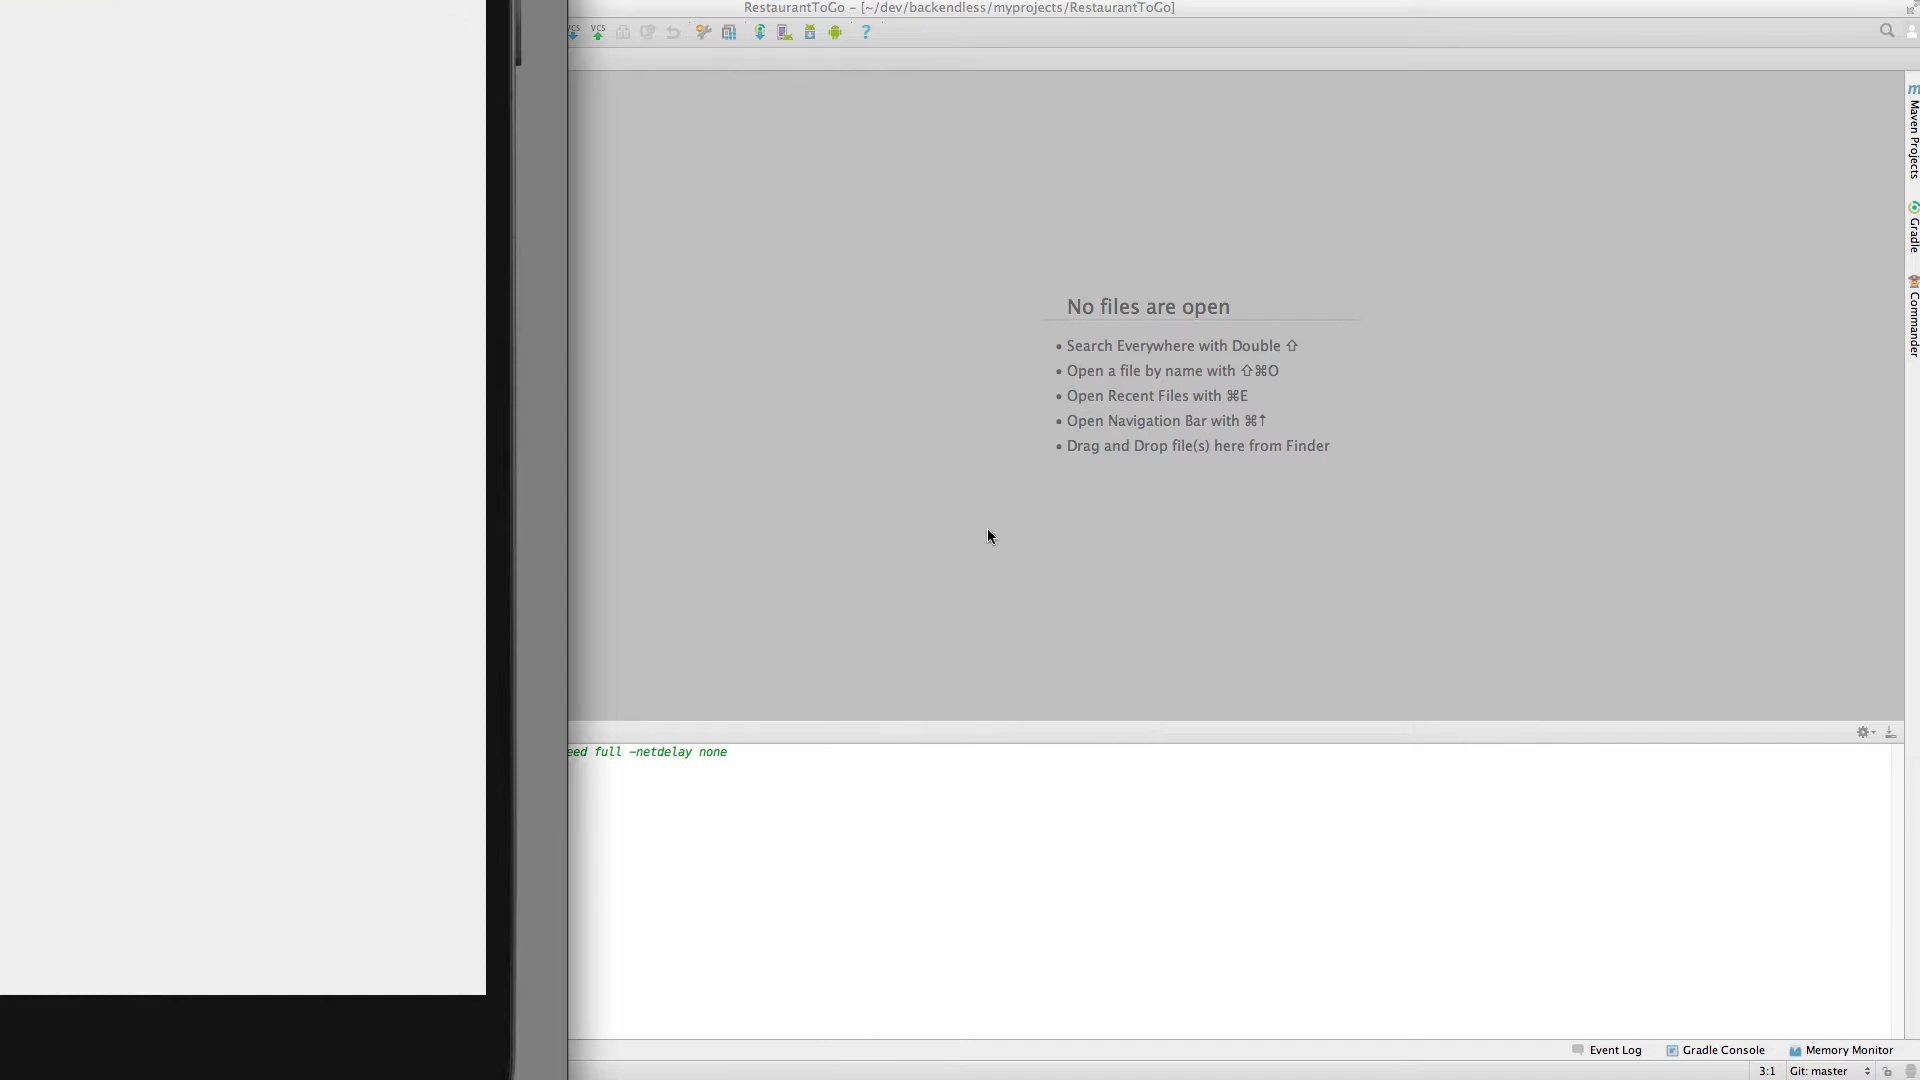 RestaurantToGo – [~/dev/backendless/myprojects/RestaurantToGo]
VCS
VCS
?
No files are open
• Search Everywhere with Double ⇧
• Open a file by name with ⇧⌘O
• Open Recent Files with ⌘E
• Open Navigation Bar with ⌘↑
• Drag and Drop file(s) here from Finder
Maven Projects
Gradle
Commander
eed full -netdelay none
Event Log
Gradle Console
Memory Monitor
3:1
Git: master